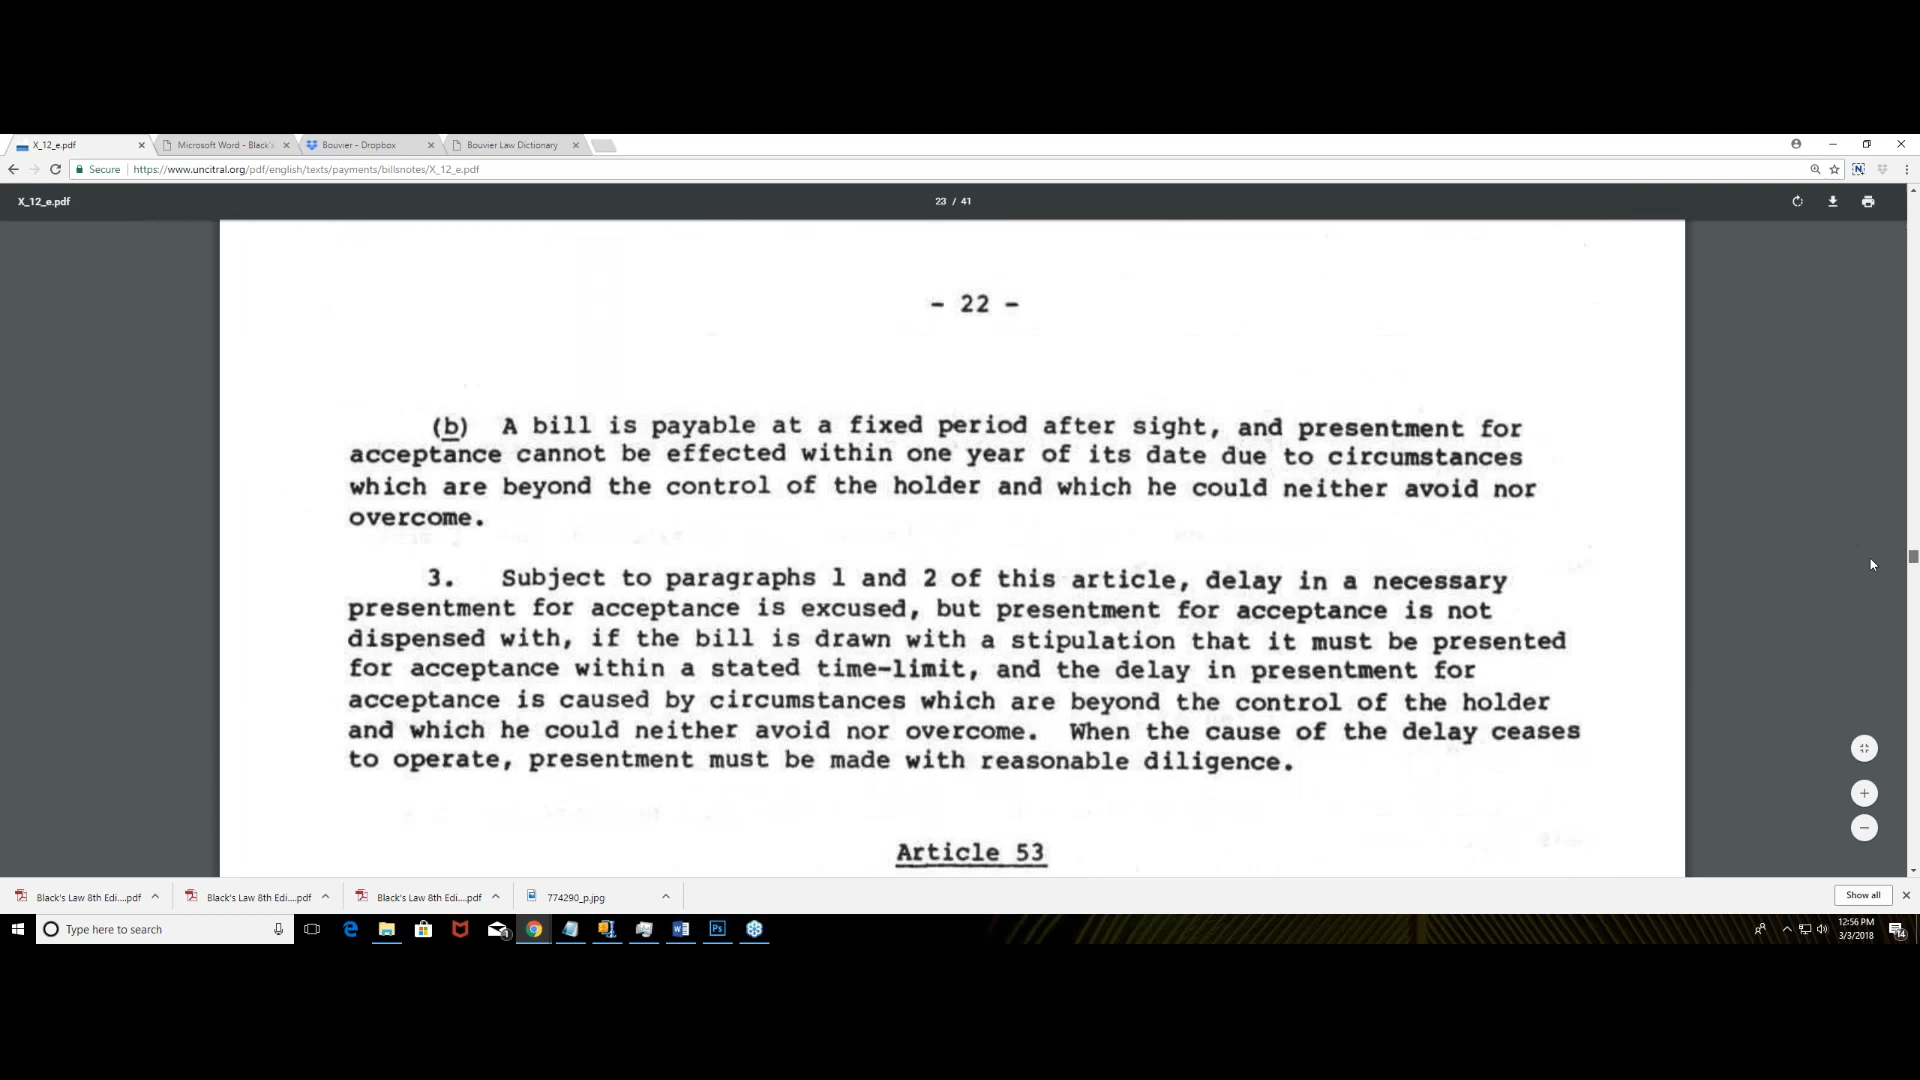 X_12_e.pdf
Microsoft Word - Black's
Bouvier - Dropbox
Bouvier Law Dictionary
Secure
https://www.uncitral.org/pdf/english/texts/payments/billsnotes/X_12_e.pdf
X_12_e.pdf
23 / 41
- 22 -
(b) A bill is payable at a fixed period after sight, and presentment for
acceptance cannot be effected within one year of its date due to circumstances
which are beyond the control of the holder and which he could neither avoid nor
overcome.
3. Subject to paragraphs 1 and 2 of this article, delay in a necessary
presentment for acceptance is excused, but presentment for acceptance is not
dispensed with, if the bill is drawn with a stipulation that it must be presented
for acceptance within a stated time-limit, and the delay in presentment for
acceptance is caused by circumstances which are beyond the control of the holder
and which he could neither avoid nor overcome. When the cause of the delay ceases
to operate, presentment must be made with reasonable diligence.
Article 53
Black's Law 8th Edi....pdf
Black's Law 8th Edi....pdf
Black's Law 8th Edi....pdf
774290_p.jpg
Show all
Type here to search
12:56 PM
3/3/2018